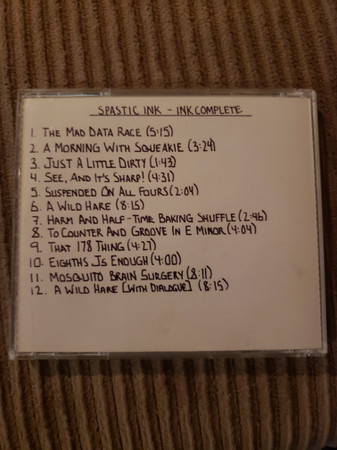 SPASTIC INK - INK COMPLETE
1. THE MAD DATA RACE (5:15)
2. A MORNING WITH SQUEAKIE (3:24)
3. JUST A LITTLE DIRTY (1:43)
4. SEE, AND IT'S SHARP! (4:31)
5. SUSPENDED ON ALL FOURS (2:04)
6. A WILD HARE (8:15)
7. HARM AND HALF-TIME BAKING SHUFFLE (2:46)
8. TO COUNTER AND GROOVE IN E MINOR (4:04)
9. THAT 178 THING (4:27)
10. EIGHTHS IS ENOUGH (4:00)
11. MOSQUITO BRAIN SURGERY (8:11)
12. A WILD HARE [WITH DIALOGUE] (8:15)